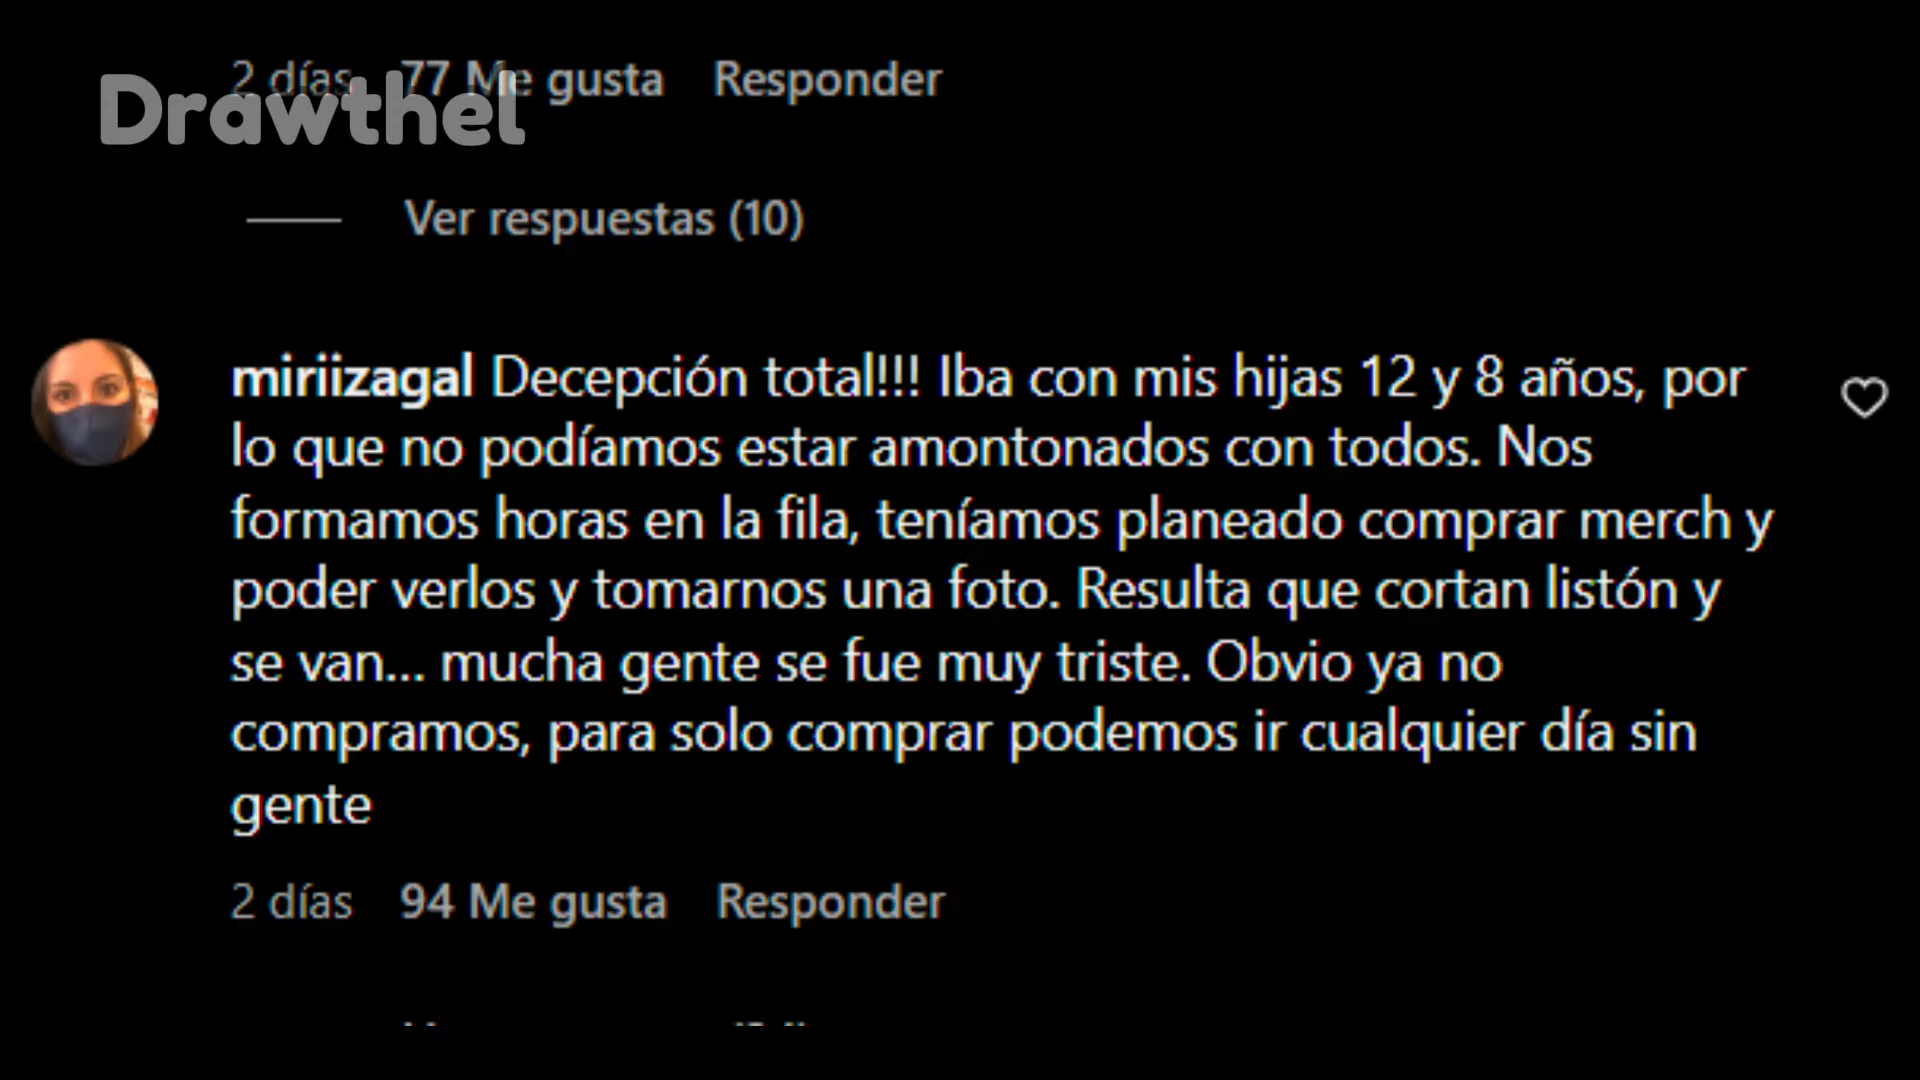 2 días 77 Me gusta Responder
Drawthel
Ver respuestas (10)
miriizagal Decepción total!!! Iba con mis hijas 12 y 8 años, por
lo que no podíamos estar amontonados con todos. Nos
formamos horas en la fila, teníamos planeado comprar merch y
poder verlos y tomarnos una foto. Resulta que cortan listón y
se van... mucha gente se fue muy triste. Obvio ya no
compramos, para solo comprar podemos ir cualquier día sin
gente
2 días 94 Me gusta Responder